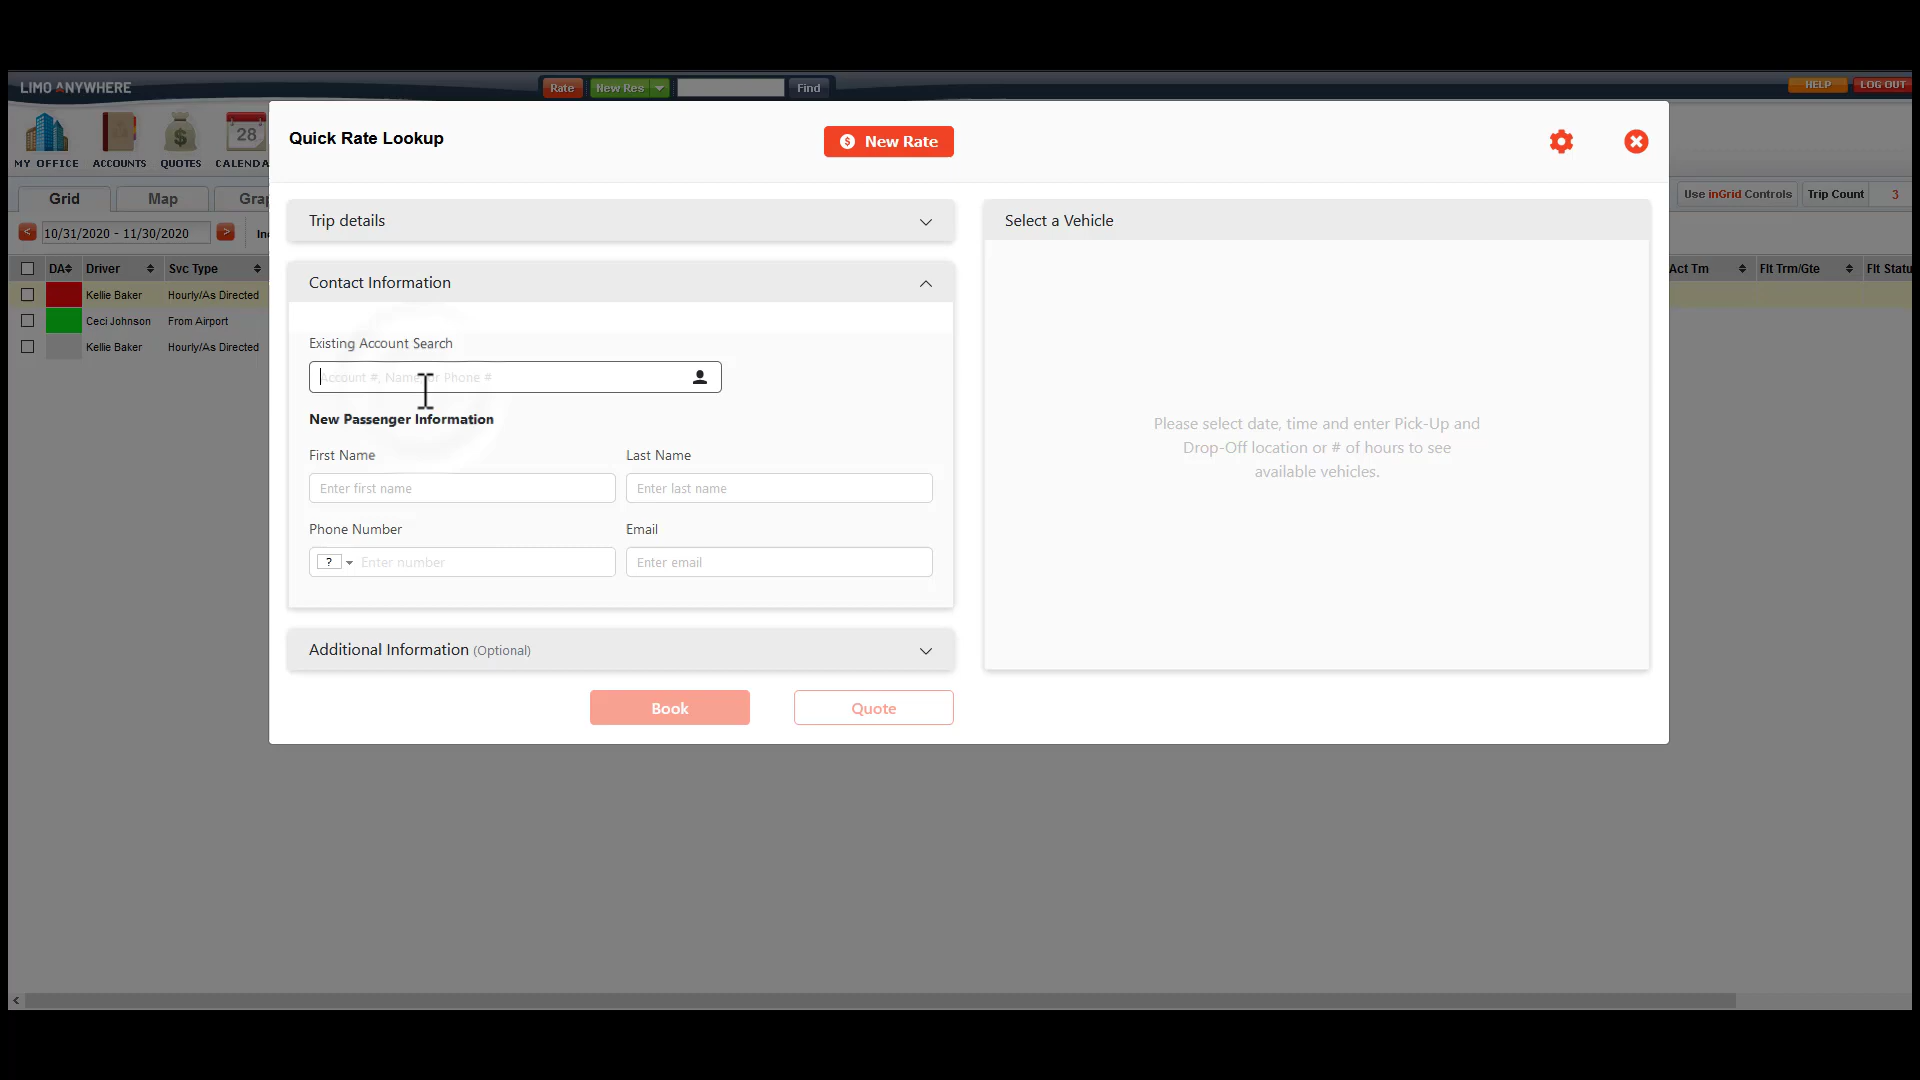 LIMO ANYWHERE
Rate
New Res
Find
HELP
LOG OUT
MY OFFICE
ACCOUNTS
QUOTES
28
Quick Rate Lookup
New Rate
Grid
Map
Use inGrid Controls
Trip Count
3
10/31/2020 - 11/30/2020
DA
Driver
Svc Type
Act Tm
Flt Trm/Gte
Kellie Baker
Hourly/As Directed
Ceci Johnson
From Airport
Kellie Baker
Hourly/As Directed
Trip details
Contact Information
Existing Account Search
Account #, Name, or Phone #
New Passenger Information
First Name
Last Name
Enter first name
Enter last name
Phone Number
Email
?
Enter number
Enter email
Additional Information (Optional)
Book
Quote
Select a Vehicle
Please select date, time and enter Pick-Up and
Drop-Off location or # of hours to see
available vehicles.